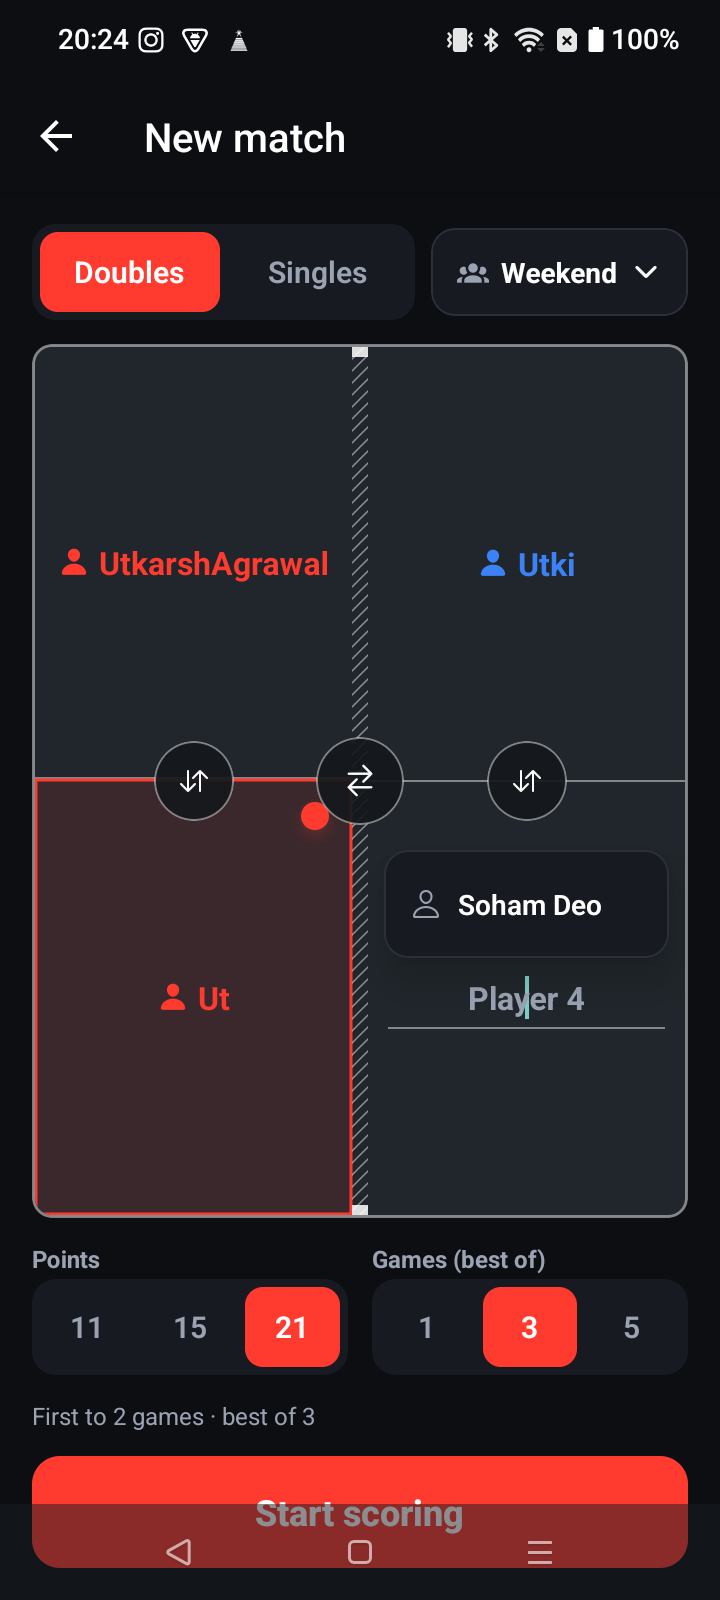 20:24 100%
New match
Doubles Singles Weekend
UtkarshAgrawal Utki
Soham Deo
Ut Player 4
Points Games (best of)
11 15 21 1 3 5
First to 2 games · best of 3
Start scoring